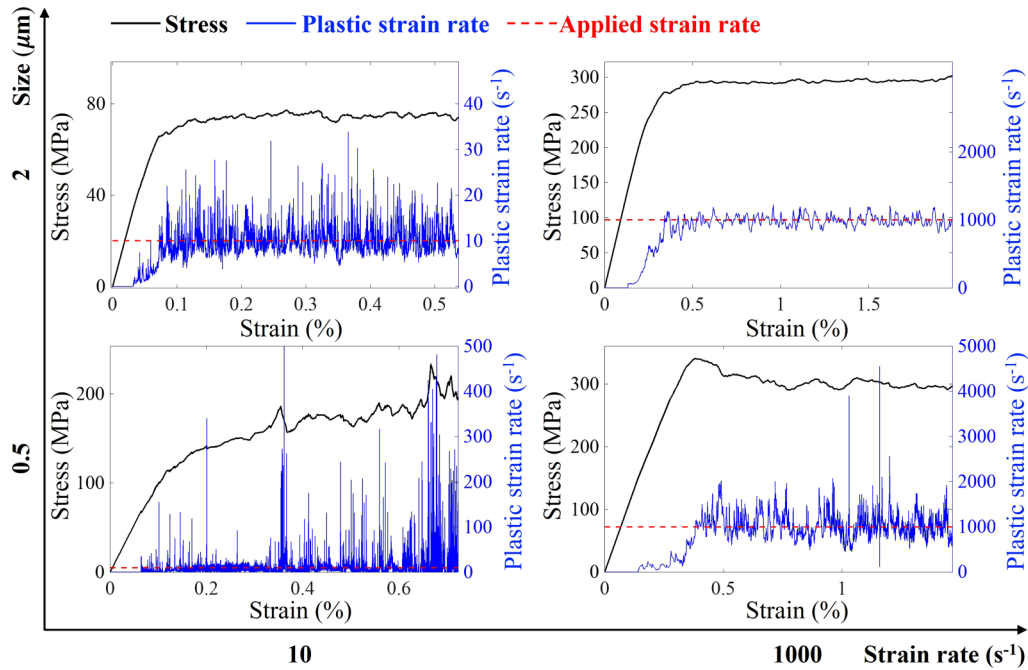 Stress Plastic strain rate Applied strain rate
Size (μm)
2
0.5
Stress (MPa)
80
40
0
Plastic strain rate (s-1)
40
30
20
10
0
0 0.1 0.2 0.3 0.4 0.5
Strain (%)
Stress (MPa)
300
250
200
150
100
50
0
Plastic strain rate (s-1)
2000
1000
0
0 0.5 1 1.5
Strain (%)
Stress (MPa)
200
100
0
Plastic strain rate (s-1)
500
400
300
200
100
0
0 0.2 0.4 0.6
Strain (%)
Stress (MPa)
300
200
100
0
Plastic strain rate (s-1)
5000
4000
3000
2000
1000
0
0 0.5 1
Strain (%)
10 1000 Strain rate (s-1)